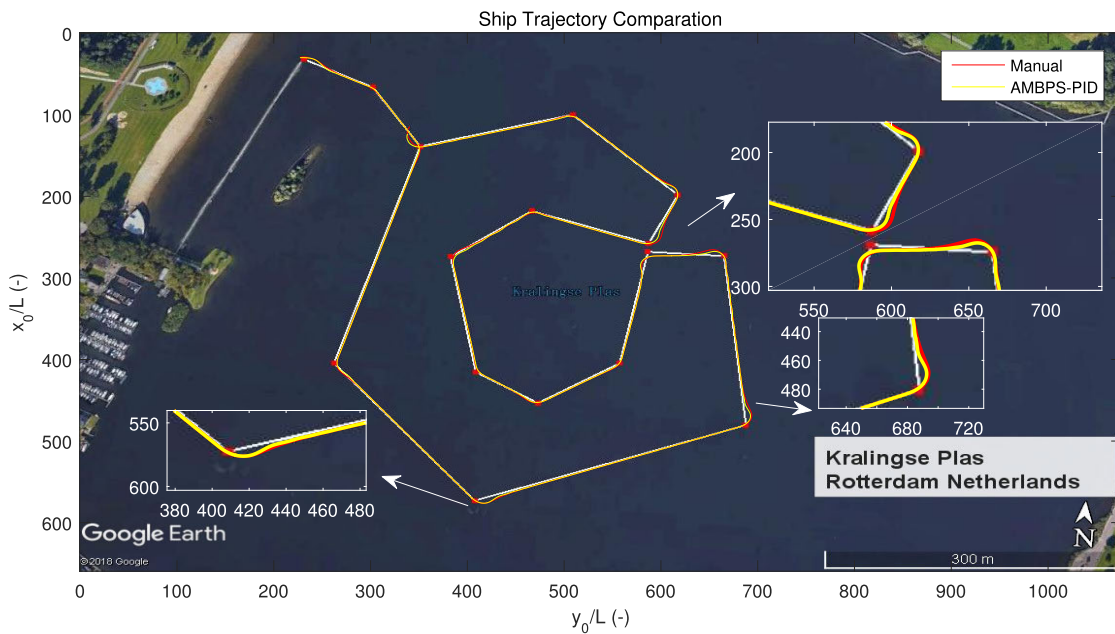 Ship Trajectory Comparation
0
100
200
300
400
500
600
x0/L (-)
0 100 200 300 400 500 600 700 800 900 1000
y0/L (-)
Manual
AMBPS-PID
200
250
300
550 600 650 700
440
460
480
640 680 720
550
600
380 400 420 440 460 480
Kralingse Plas
Kralingse Plas
Rotterdam Netherlands
Google Earth
©2018 Google
N
300 m